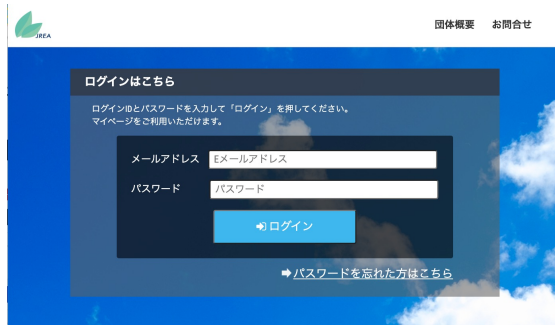 JREA
団体概要 お問合せ
ログインはこちら
ログインIDとパスワードを入力して「ログイン」を押してください。
マイページをご利用いただけます。
メールアドレス Eメールアドレス
パスワード パスワード
ログイン
パスワードを忘れた方はこちら